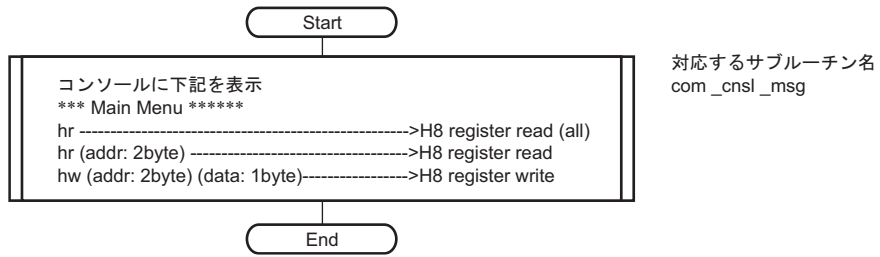 Start
コンソールに下記を表示
*** Main Menu ******
hr ------------------------------------------------------>H8 register read (all)
hr (addr: 2byte) ------------------------------------>H8 register read
hw (addr: 2byte) (data: 1byte)----------------->H8 register write
End
対応するサブルーチン名
com _cnsl _msg